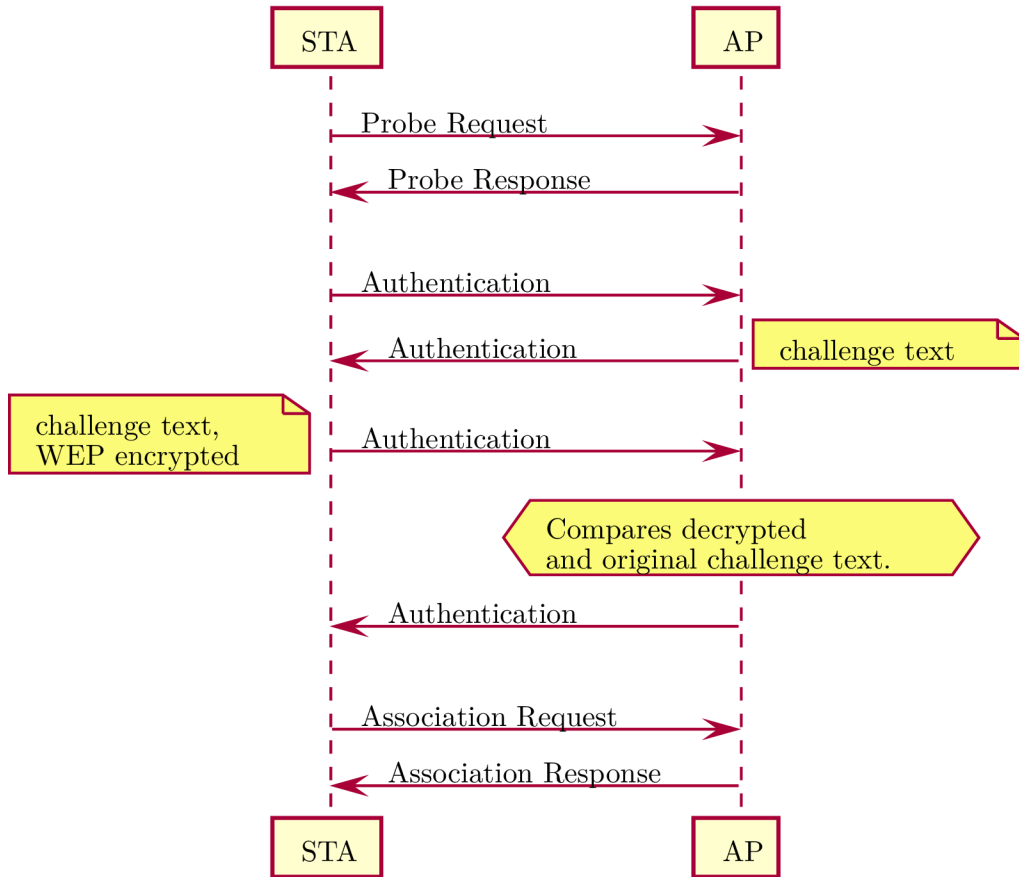 STA
AP
Probe Request
Probe Response
Authentication
Authentication
challenge text
challenge text,
WEP encrypted
Authentication
Compares decrypted
and original challenge text.
Authentication
Association Request
Association Response
STA
AP